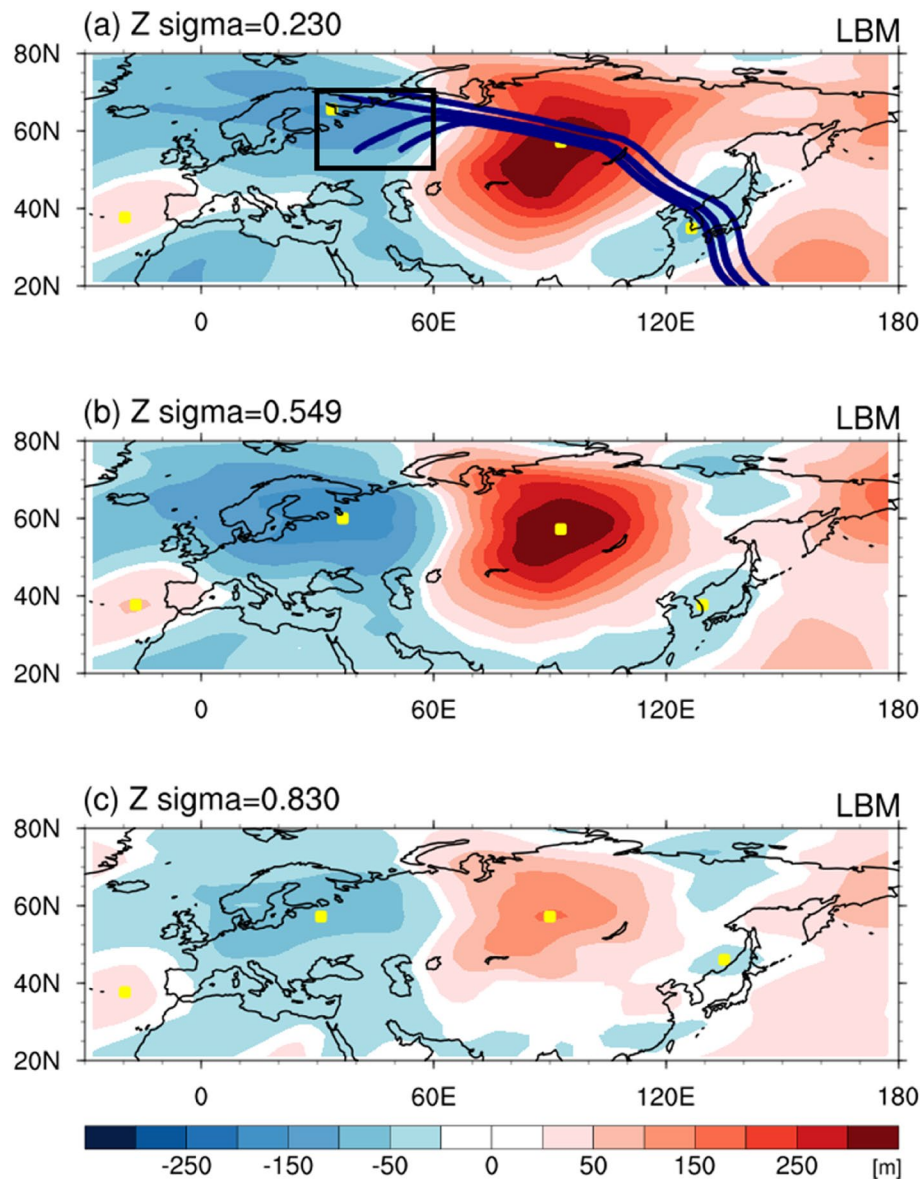 (a) Z sigma=0.230 LBM
80N
60N
40N
20N
0 60E 120E 180
(b) Z sigma=0.549 LBM
80N
60N
40N
20N
0 60E 120E 180
(c) Z sigma=0.830 LBM
80N
60N
40N
20N
0 60E 120E 180
-250 -150 -50 0 50 150 250 [m]